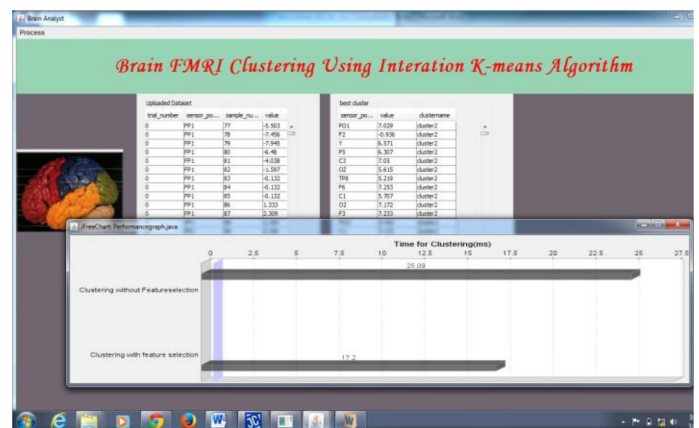 Brain Analyst
Process
Brain FMRI Clustering Using Interation K-means Algorithm
Uploaded Dataset
trial_number sensor_po... sample_nu... value
0 FP1 77 -5.503
0 FP1 78 -7.456
0 FP1 79 -7.945
0 FP1 80 -6.48
0 FP1 81 -4.038
0 FP1 82 -1.597
0 FP1 83 -0.132
0 FP1 84 -0.132
0 FP1 85 -0.132
0 FP1 86 1.333
0 FP1 87 2.309
best cluster
sensor_po... value clustername
PO1 7.029 cluster2
P2 -0.936 cluster2
Y 6.571 cluster2
P5 6.307 cluster2
C3 7.05 cluster2
OZ 5.615 cluster2
TP8 5.219 cluster2
P6 7.253 cluster2
C1 5.707 cluster2
O2 7.172 cluster2
F3 7.233 cluster2
JFreeChart: Performancegraph.java
Time for Clustering(ms)
0 2.5 5 7.5 10 12.5 15 17.5 20 22.5 25 27.5
25.09
Clustering without Featureselection
17.2
Clustering with feature selection